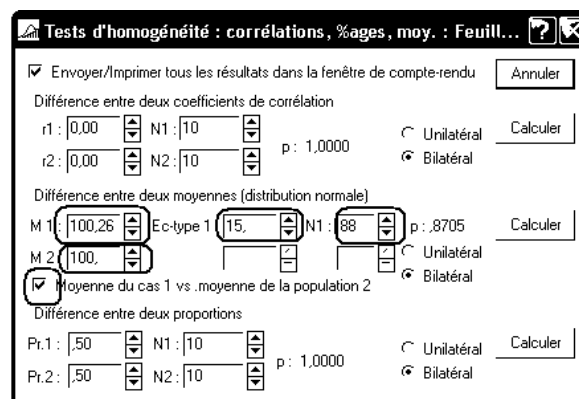 Tests d'homogénéité : corrélations, %ages, moy. : Feuill...
Envoyer/Imprimer tous les résultats dans la fenêtre de compte-rendu
Annuler
Différence entre deux coefficients de corrélation
r1 : 0,00 N1 : 10 Unilatéral Calculer
p : 1,0000
r2 : 0,00 N2 : 10 Bilatéral
Différence entre deux moyennes (distribution normale)
M 1 : 100,26 Ec-type 1 15, N1 : 88 p : ,8705 Calculer
M 2 100, Unilatéral
Bilatéral
Moyenne du cas 1 vs .moyenne de la population 2
Différence entre deux proportions
Pr.1 : ,50 N1 : 10 Unilatéral Calculer
p : 1,0000
Pr.2 : ,50 N2 : 10 Bilatéral